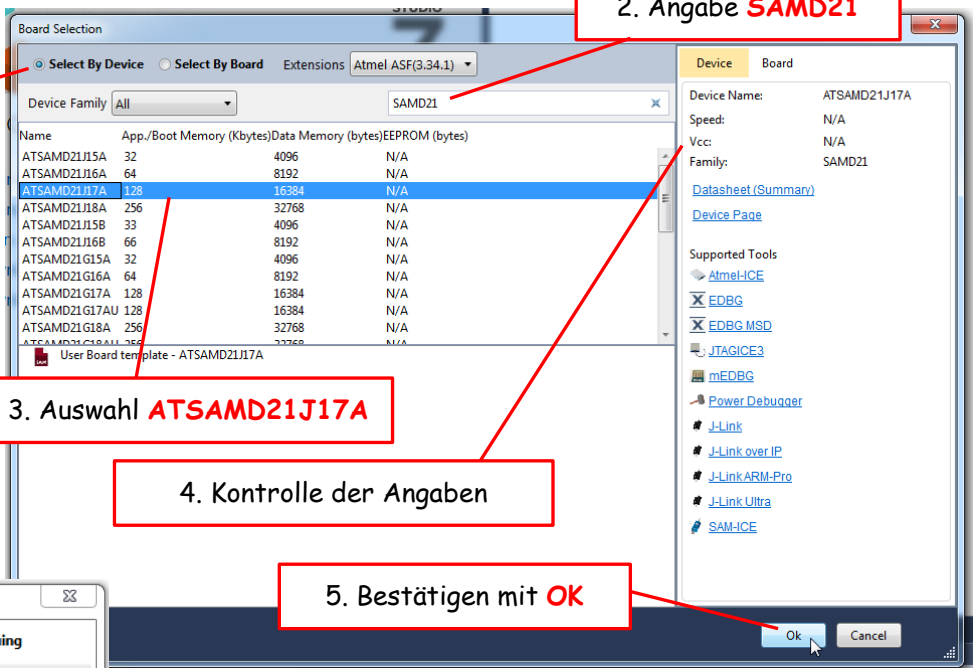 STUDIO
2. Angabe SAMD21
Board Selection
Select By Device Select By Board Extensions Atmel ASF(3.34.1)
Device Family All SAMD21
Name App./Boot Memory (Kbytes) Data Memory (bytes) EEPROM (bytes)
ATSAMD21J15A 32 4096 N/A
ATSAMD21J16A 64 8192 N/A
ATSAMD21J17A 128 16384 N/A
ATSAMD21J18A 256 32768 N/A
ATSAMD21J15B 33 4096 N/A
ATSAMD21J16B 66 8192 N/A
ATSAMD21G15A 32 4096 N/A
ATSAMD21G16A 64 8192 N/A
ATSAMD21G17A 128 16384 N/A
ATSAMD21G17AU 128 16384 N/A
ATSAMD21G18A 256 32768 N/A
ATSAMD21G18AU 256 32768 N/A
User Board template - ATSAMD21J17A
3. Auswahl ATSAMD21J17A
4. Kontrolle der Angaben
5. Bestätigen mit OK
Device Board
Device Name: ATSAMD21J17A
Speed: N/A
Vcc: N/A
Family: SAMD21
Datasheet (Summary)
Device Page
Supported Tools
Atmel-ICE
EDBG
EDBG MSD
JTAGICE3
mEDBG
Power Debugger
J-Link
J-Link over IP
J-Link ARM-Pro
J-Link Ultra
SAM-ICE
Ok Cancel